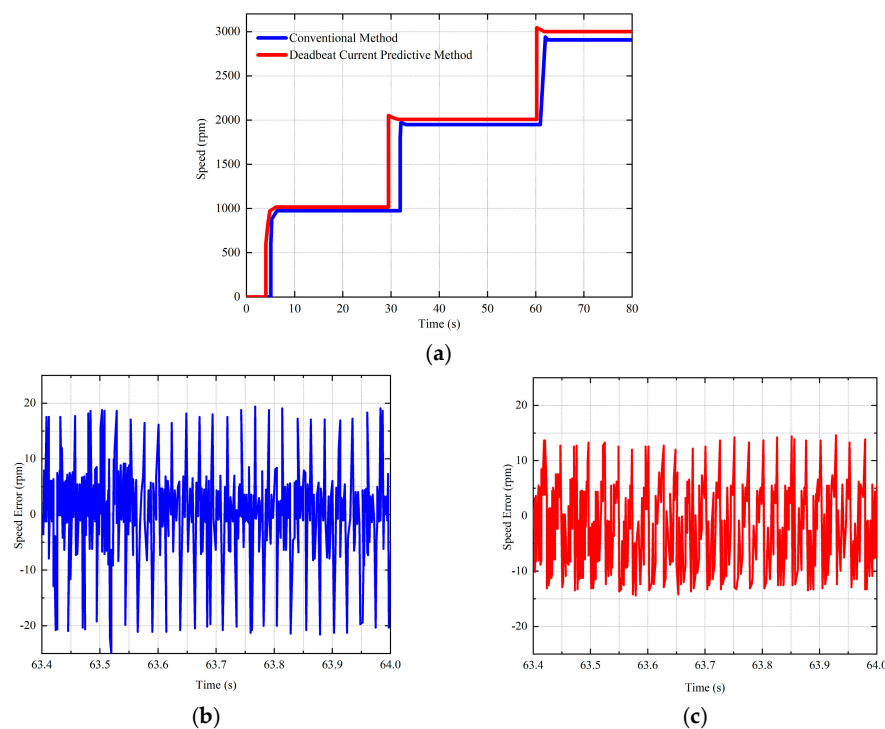 3000
2500
2000
1500
1000
500
0
Speed (rpm)
Conventional Method
Deadbeat Current Predictive Method
0 10 20 30 40 50 60 70 80
Time (s)
(a)
20
10
0
-10
-20
Speed Error (rpm)
63.4 63.5 63.6 63.7 63.8 63.9 64.0
Time (s)
(b)
20
10
0
-10
-20
Speed Error (rpm)
63.4 63.5 63.6 63.7 63.8 63.9 64.0
Time (s)
(c)